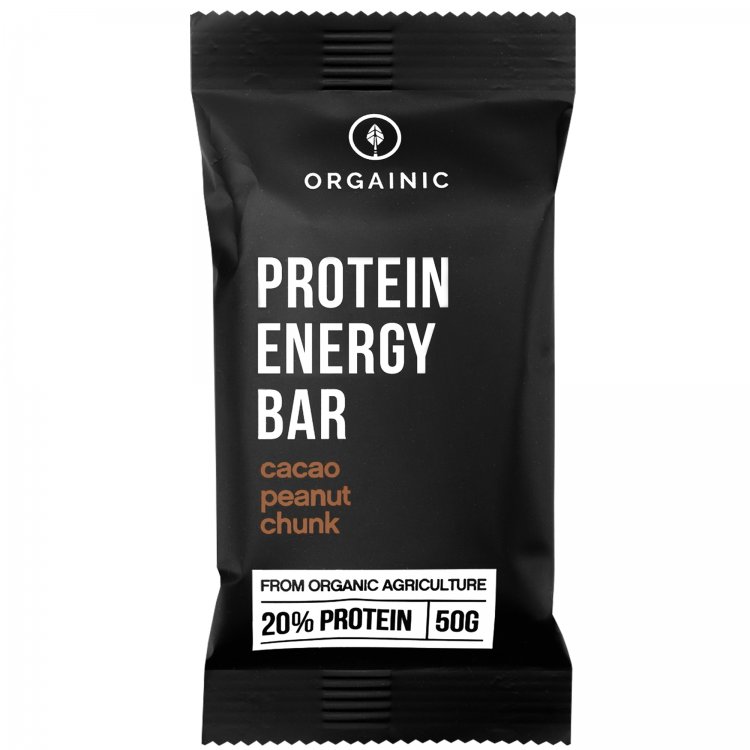 ORGAINIC
PROTEIN
ENERGY
BAR
cacao
peanut
chunk
FROM ORGANIC AGRICULTURE
20% PROTEIN 50G